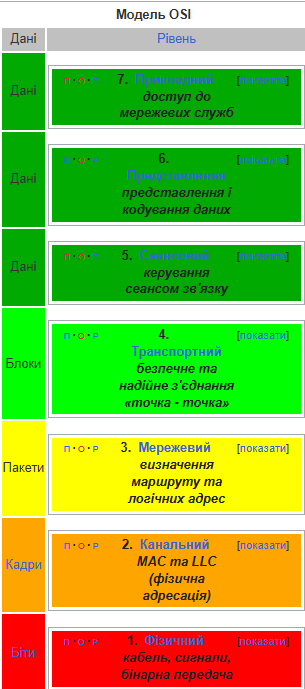 Модель OSI
Дані Рівень
Дані
п·о·р 7. Прикладний [показати]
доступ до
мережевих служб
Дані
п·о·р 6. [показати]
Представлення
представлення і
кодування даних
Дані
п·о·р 5. Сеансовий [показати]
керування
сеансом зв'язку
Блоки
п·о·р 4. [показати]
Транспортний
безпечне та
надійне з'єднання
«точка - точка»
Пакети
п·о·р 3. Мережевий [показати]
визначення
маршруту та
логічних адрес
Кадри
п·о·р 2. Канальний [показати]
MAC та LLC
(фізична
адресація)
Біти
п·о·р 1. Фізичний [показати]
кабель, сигнали,
бінарна передача